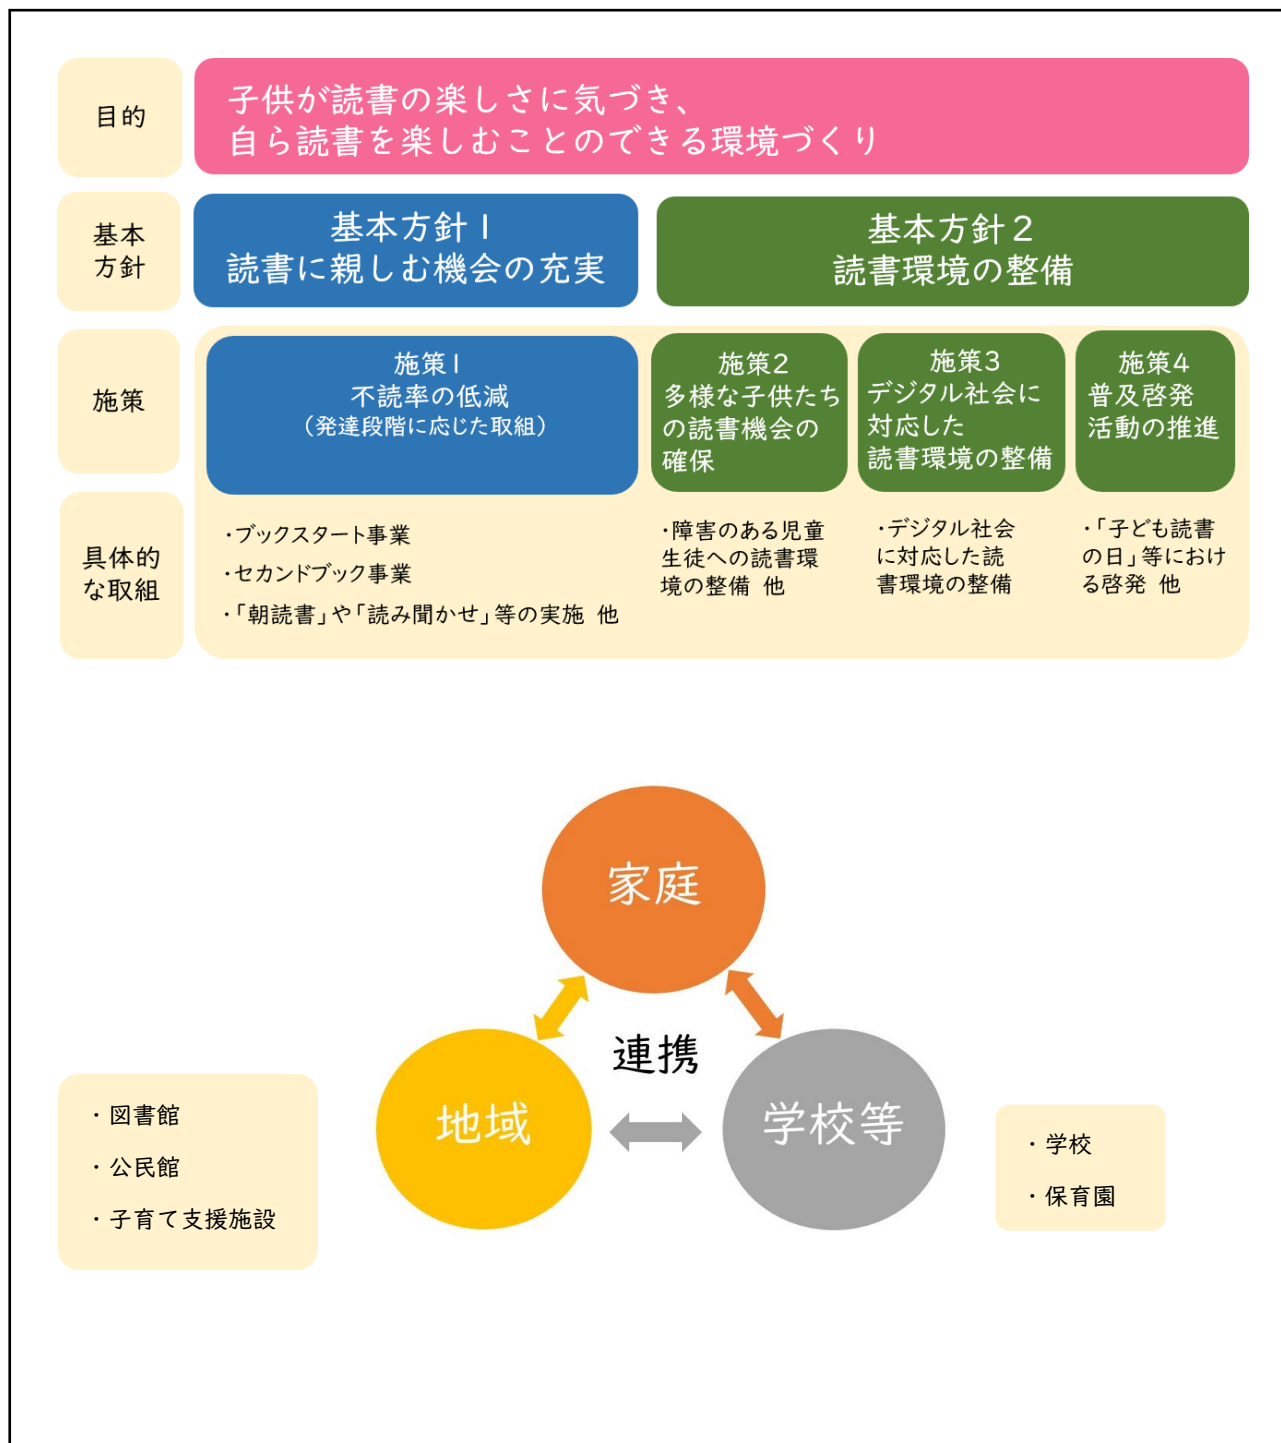 目的
子供が読書の楽しさに気づき、
自ら読書を楽しむことのできる環境づくり
基本
方針
基本方針1
読書に親しむ機会の充実
基本方針2
読書環境の整備
施策
施策1
不読率の低減
(発達段階に応じた取組)
施策2
多様な子供たち
の読書機会の
確保
施策3
デジタル社会に
対応した
読書環境の整備
施策4
普及啓発
活動の推進
具体的
な取組
・ブックスタート事業
・セカンドブック事業
・「朝読書」や「読み聞かせ」等の実施 他
・障害のある児童
生徒への読書環
境の整備 他
・デジタル社会
に対応した読
書環境の整備
・「子ども読書
の日」等におけ
る啓発 他
家庭
連携
地域
学校等
・図書館
・公民館
・子育て支援施設
・学校
・保育園